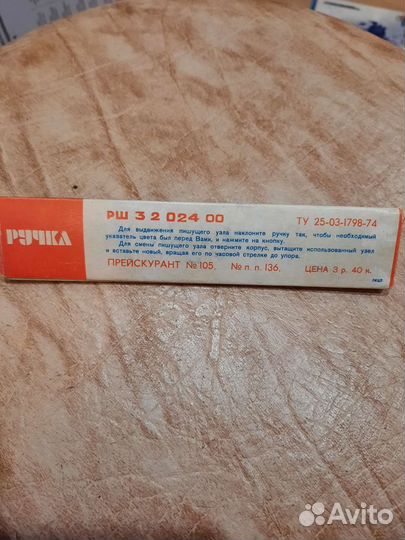 РУЧКА
РШ 3 2 024 00
ТУ 25-03-1798-74
Для выдвижения пишущего узла наклоните ручку так, чтобы необходимый
указатель цвета был перед Вами, и нажмите на кнопку.
Для смены пишущего узла отверните корпус, вытащите использованный узел
и вставьте новый, вращая его по часовой стрелке до упора.
ПРЕЙСКУРАНТ № 105. № п. п. 136. ЦЕНА 3 р. 40 к.
Avito